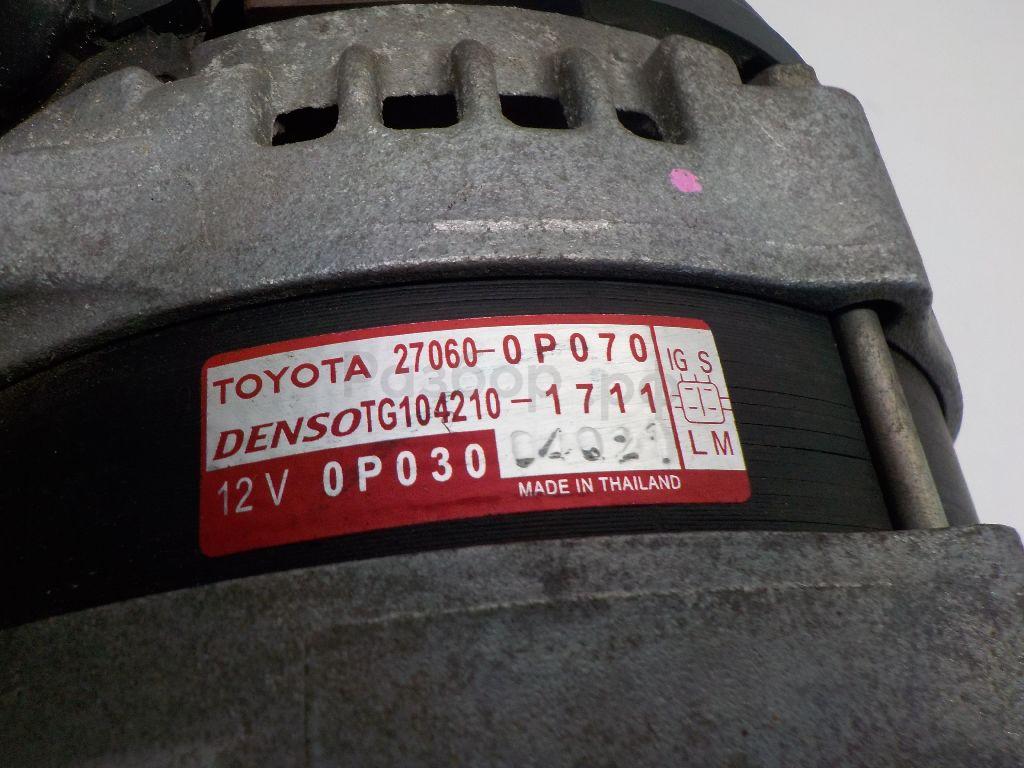 TOYOTA 27060-0P070
DENSO TG104210-1711
12V 0P030
MADE IN THAILAND
IG S
L M